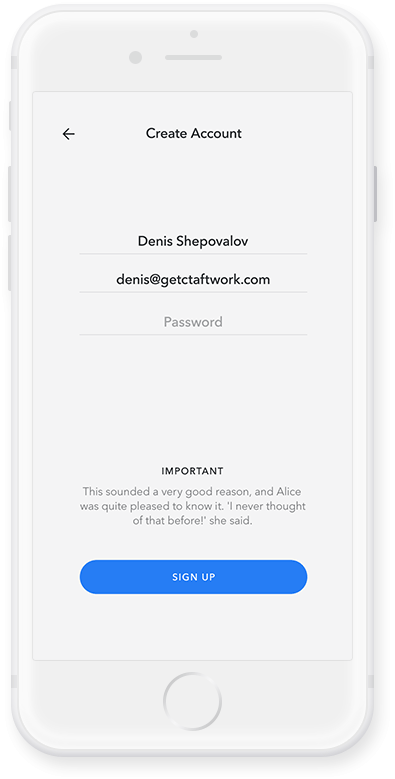 Create Account
Denis Shepovalov
denis@getctaftwork.com
Password
IMPORTANT
This sounded a very good reason, and Alice
was quite pleased to know it. 'I never thought
of that before!' she said.
SIGN UP